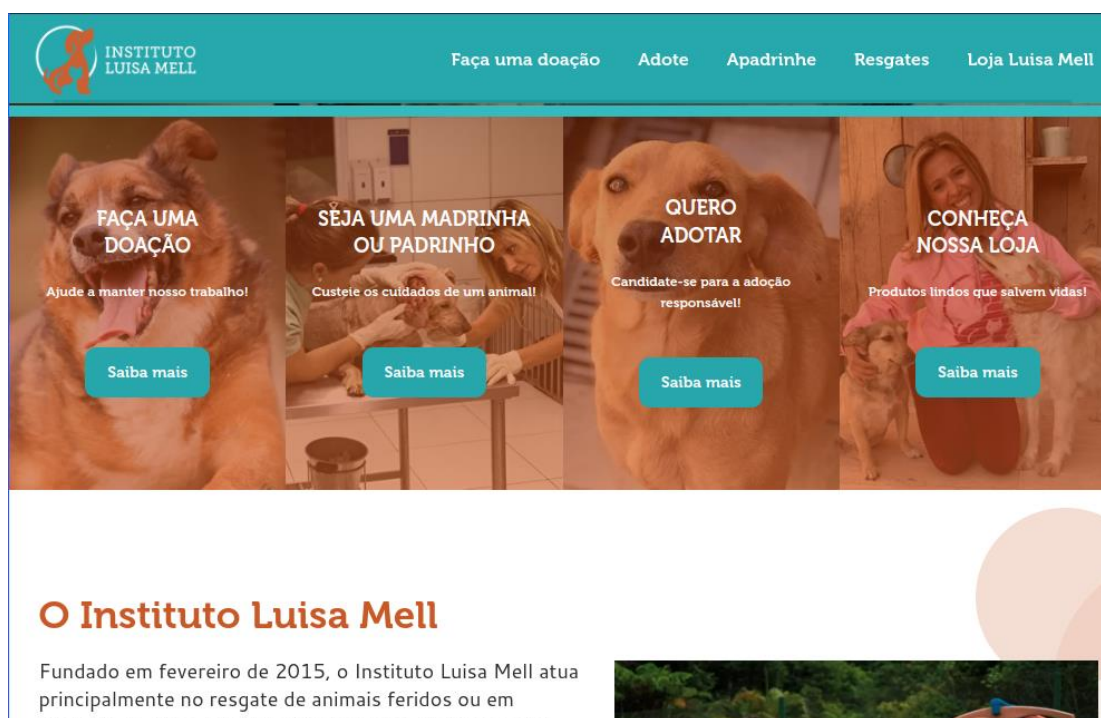 INSTITUTO
LUISA MELL
Faça uma doação
Adote
Apadrinhe
Resgates
Loja Luisa Mell
FAÇA UMA
DOAÇÃO
Ajude a manter nosso trabalho!
Saiba mais
SEJA UMA MADRINHA
OU PADRINHO
Custeie os cuidados de um animal!
Saiba mais
QUERO
ADOTAR
Candidate-se para a adoção
responsável!
Saiba mais
CONHEÇA
NOSSA LOJA
Produtos lindos que salvem vidas!
Saiba mais
O Instituto Luisa Mell
Fundado em fevereiro de 2015, o Instituto Luisa Mell atua
principalmente no resgate de animais feridos ou em